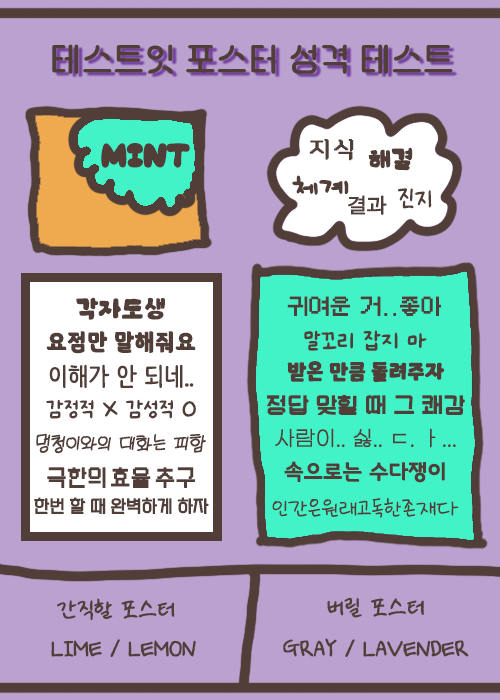 테스트잇 포스터 성격 테스트
MINT
지식 해결
체계 결과 진지
각자도생
요점만 말해줘요
이해가 안 되네..
감정적 X 감성적 O
멍청이와의 대화는 피함
극한의 효율 추구
한번 할 때 완벽하게 하자
귀여운 거..좋아
말꼬리 잡지 마
받은 만큼 돌려주자
정답 맞힐 때 그 쾌감
사람이.. 싫.. ㄷ. ㅏ...
속으로는 수다쟁이
인간은원래고독한존재다
간직할 포스터
LIME / LEMON
버릴 포스터
GRAY / LAVENDER